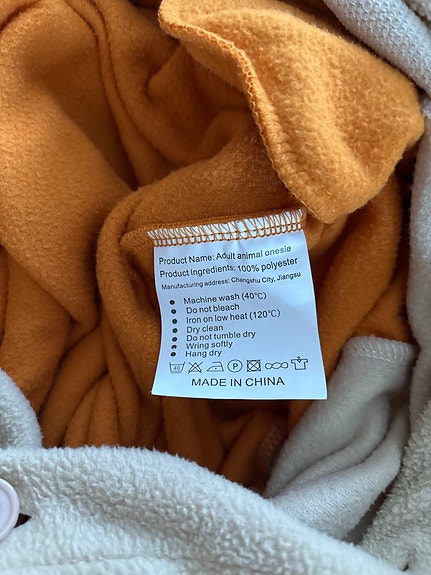 Product Name: Adult animal onesie
Product Ingredients: 100% polyester
Manufacturing address: Changshu City, Jiangsu
● Machine wash (40℃)
● Do not bleach
● Iron on low heat (120℃)
● Dry clean
● Do not tumble dry
● Wring softly
● Hang dry
40 P
MADE IN CHINA